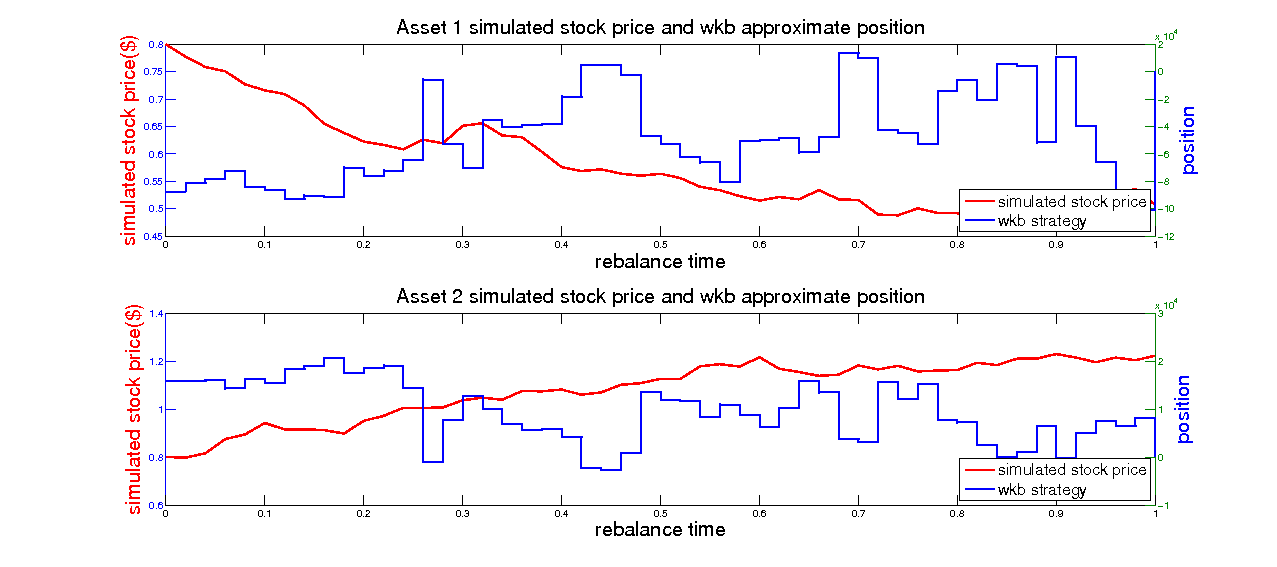 Asset 1 simulated stock price and wkb approximate position
simulated stock price($)
0.8
0.75
0.7
0.65
0.6
0.55
0.5
0.45
x 10^4
2
0
-2
-4
-6
-8
-10
-12
position
simulated stock price
wkb strategy
0 0.1 0.2 0.3 0.4 0.5 0.6 0.7 0.8 0.9 1
rebalance time
Asset 2 simulated stock price and wkb approximate position
simulated stock price($)
1.4
1.2
1
0.8
0.6
x 10^4
3
2
1
0
-1
position
simulated stock price
wkb strategy
0 0.1 0.2 0.3 0.4 0.5 0.6 0.7 0.8 0.9 1
rebalance time